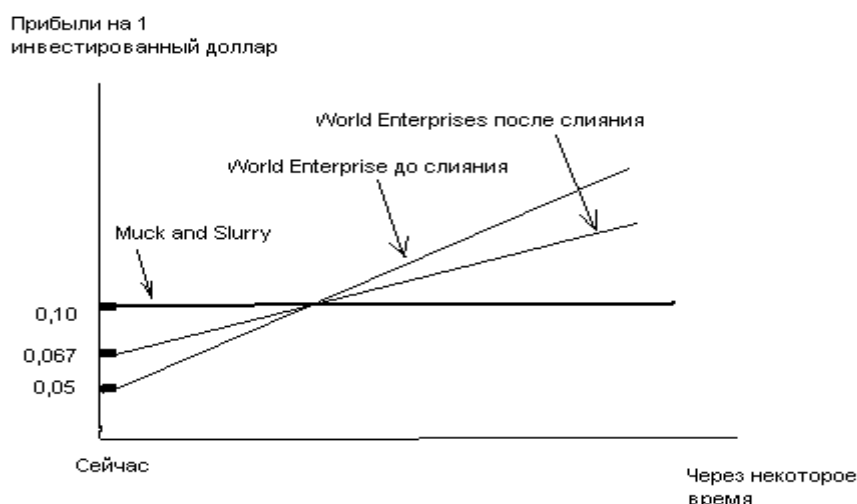 Прибыли на 1
инвестированный доллар
World Enterprises после слияния
World Enterprise до слияния
Muck and Slurry
0,10
0,067
0,05
Сейчас
Через некоторое
время